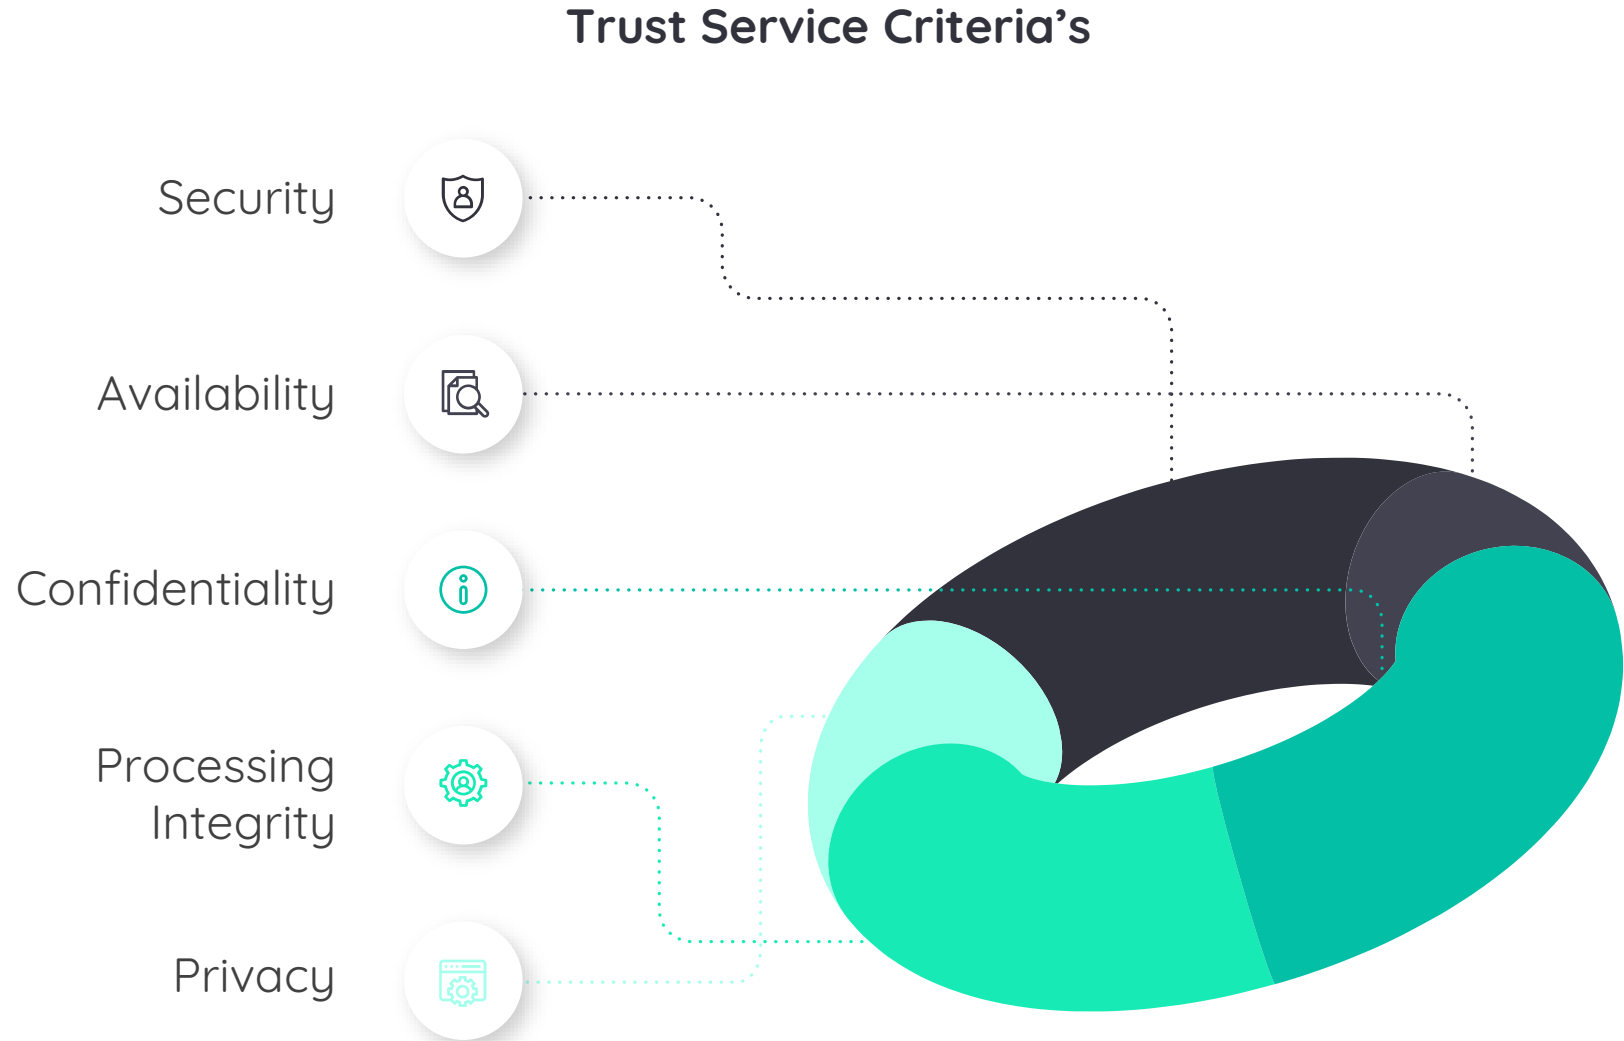 Trust Service Criteria’s
Security
Availability
Confidentiality
Processing
Integrity
Privacy